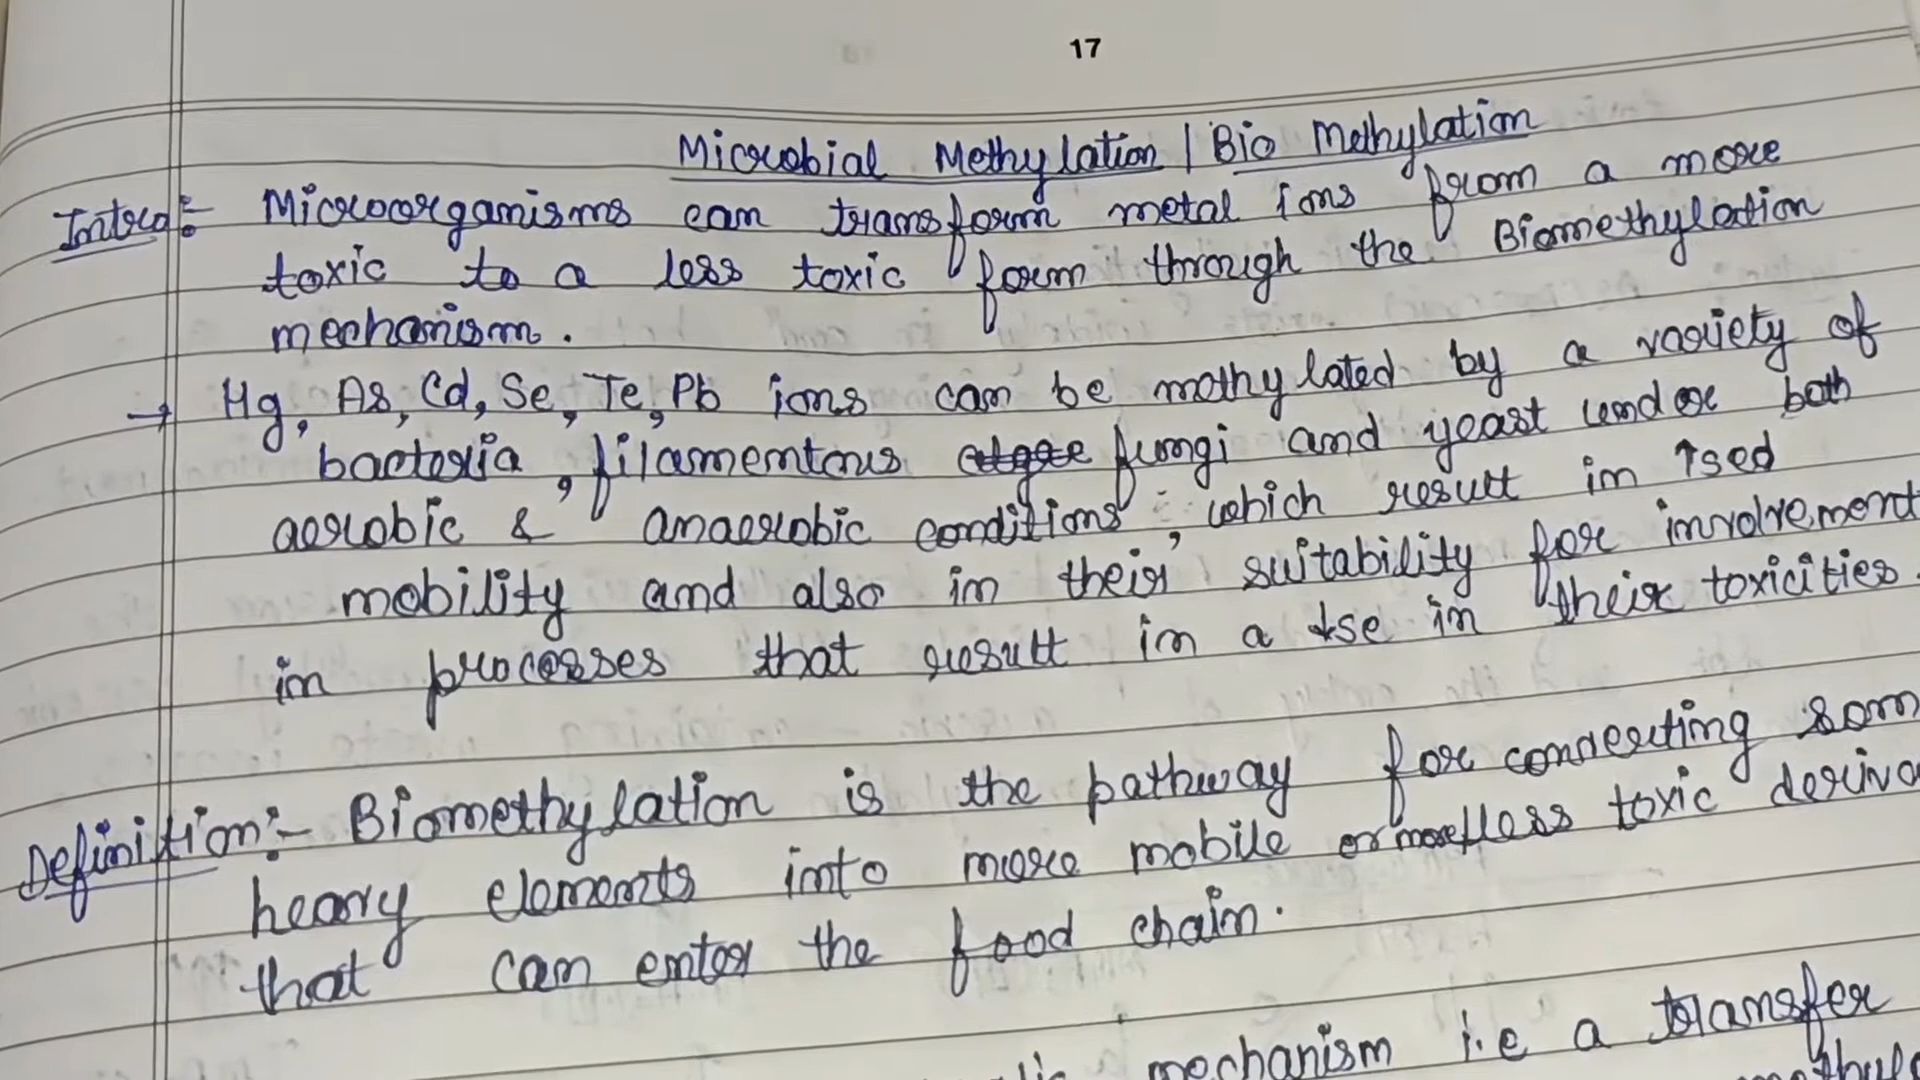 17
Microbial Methylation | Bio Methylation
Intro:- Microorganisms can transform metal ions from a more
toxic to a less toxic form through the Biomethylation
mechanism.
→ Hg, As, Cd, Se, Te, Pb ions can be methylated by a variety of
bacteria, filamentous fungi and yeast under both
aerobic & anaerobic conditions, which result in ↑sed
mobility and also in their suitability for involvement
in processes that result in a ↓se in their toxicities.
Definition:- Biomethylation is the pathway for converting som
heavy elements into more mobile or more/less toxic deriva
that can enter the food chain.
mechanism i.e a transfer